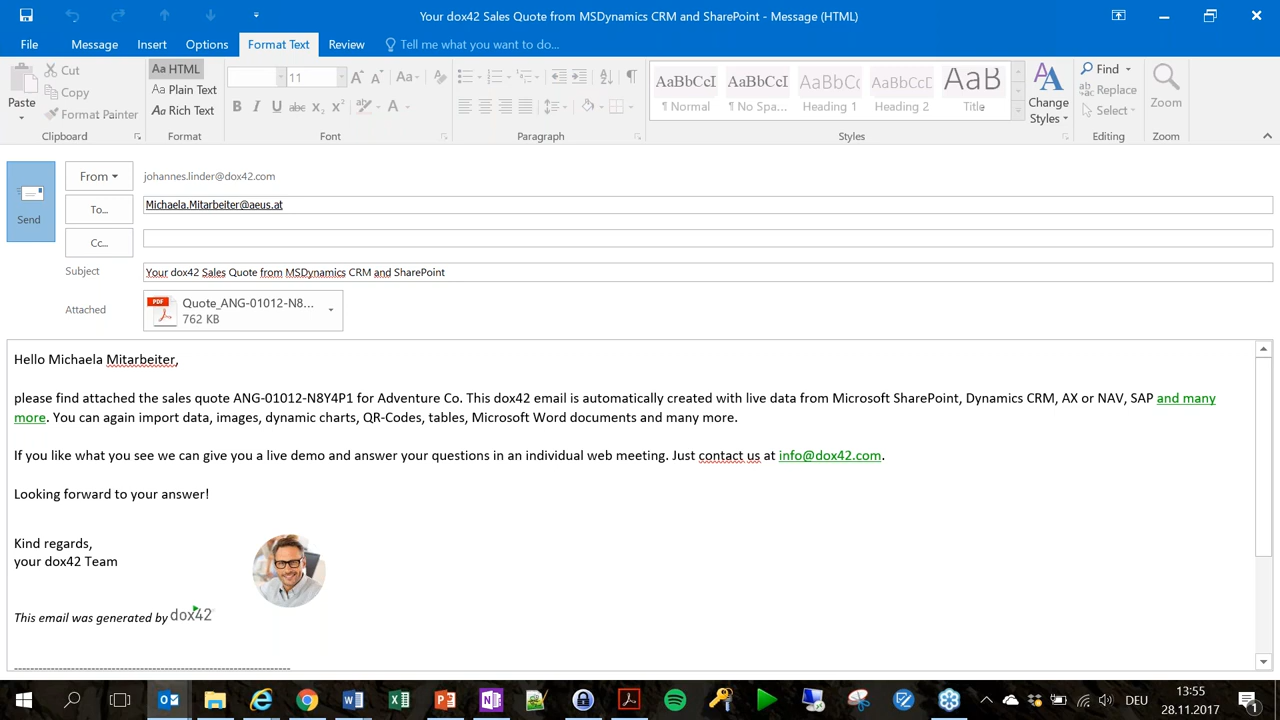 Your dox42 Sales Quote from MSDynamics CRM and SharePoint - Message (HTML)
File Message Insert Options Format Text Review Tell me what you want to do...
Paste
Cut
Copy
Format Painter
Clipboard
Aa HTML
Aa Plain Text
Aa Rich Text
Format
11
Font
Paragraph
AaBbCcI AaBbCcI AaBbCc AaBbCcI AaB
¶ Normal ¶ No Spa... Heading 1 Heading 2 Title
Styles
Change
Styles
Find
Replace
Select
Editing
Zoom
Zoom
Send
From johannes.linder@dox42.com
To... Michaela.Mitarbeiter@aeus.at
Cc...
Subject Your dox42 Sales Quote from MSDynamics CRM and SharePoint
Attached PDF Quote_ANG-01012-N8...
762 KB
Hello Michaela Mitarbeiter,
please find attached the sales quote ANG-01012-N8Y4P1 for Adventure Co. This dox42 email is automatically created with live data from Microsoft SharePoint, Dynamics CRM, AX or NAV, SAP and many
more. You can again import data, images, dynamic charts, QR-Codes, tables, Microsoft Word documents and many more.
If you like what you see we can give you a live demo and answer your questions in an individual web meeting. Just contact us at info@dox42.com.
Looking forward to your answer!
Kind regards,
your dox42 Team
This email was generated by dox42
--------------------------------------------------------------------
DEU 13:55
28.11.2017
1